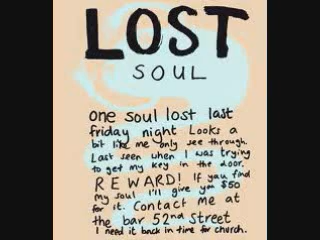 LOST
SOUL
one soul lost last
friday night Looks a
bit like me only see through.
Last seen when I was trying
to get my key in the door.
REWARD! If you find
my soul I'll give you $50
for it. Contact me at
the bar 52nd Street
I need it back in time for church.